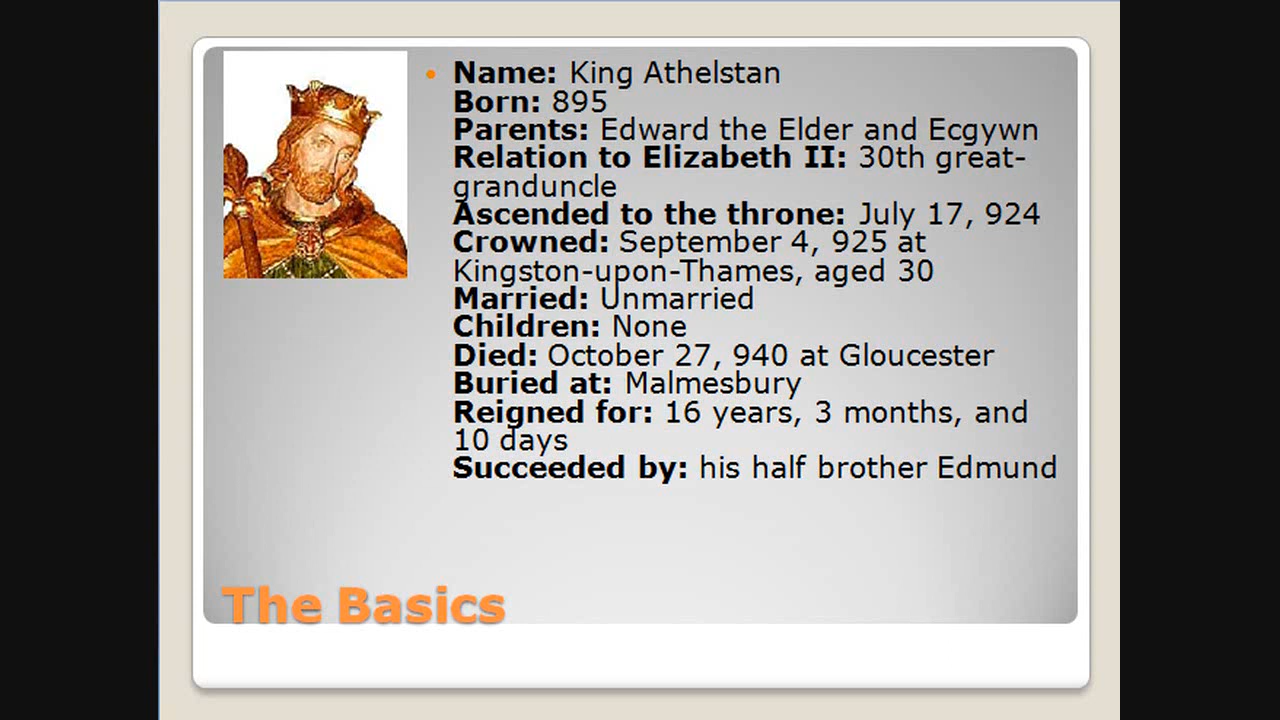 • Name: King Athelstan
Born: 895
Parents: Edward the Elder and Ecgywn
Relation to Elizabeth II: 30th great-
granduncle
Ascended to the throne: July 17, 924
Crowned: September 4, 925 at
Kingston-upon-Thames, aged 30
Married: Unmarried
Children: None
Died: October 27, 940 at Gloucester
Buried at: Malmesbury
Reigned for: 16 years, 3 months, and
10 days
Succeeded by: his half brother Edmund
The Basics